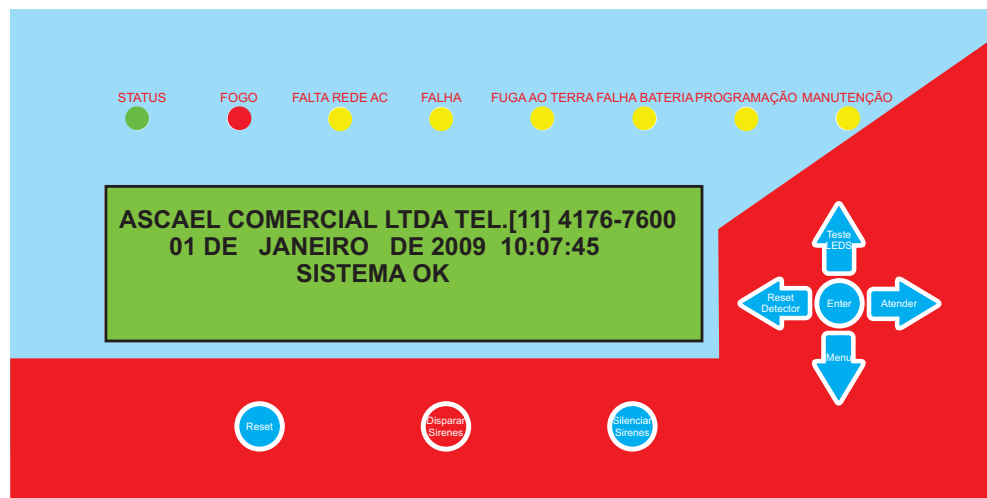 STATUS
FOGO
FALTA REDE AC
FALHA
FUGA AO TERRA
FALHA BATERIA
PROGRAMAÇÃO
MANUTENÇÃO
ASCAEL COMERCIAL LTDA TEL.[11] 4176-7600
01 DE JANEIRO DE 2009 10:07:45
SISTEMA OK
Teste
LEDS
Reset
Detector
Enter
Atender
Menu
Reset
Disparar
Sirenes
Silenciar
Sirenes